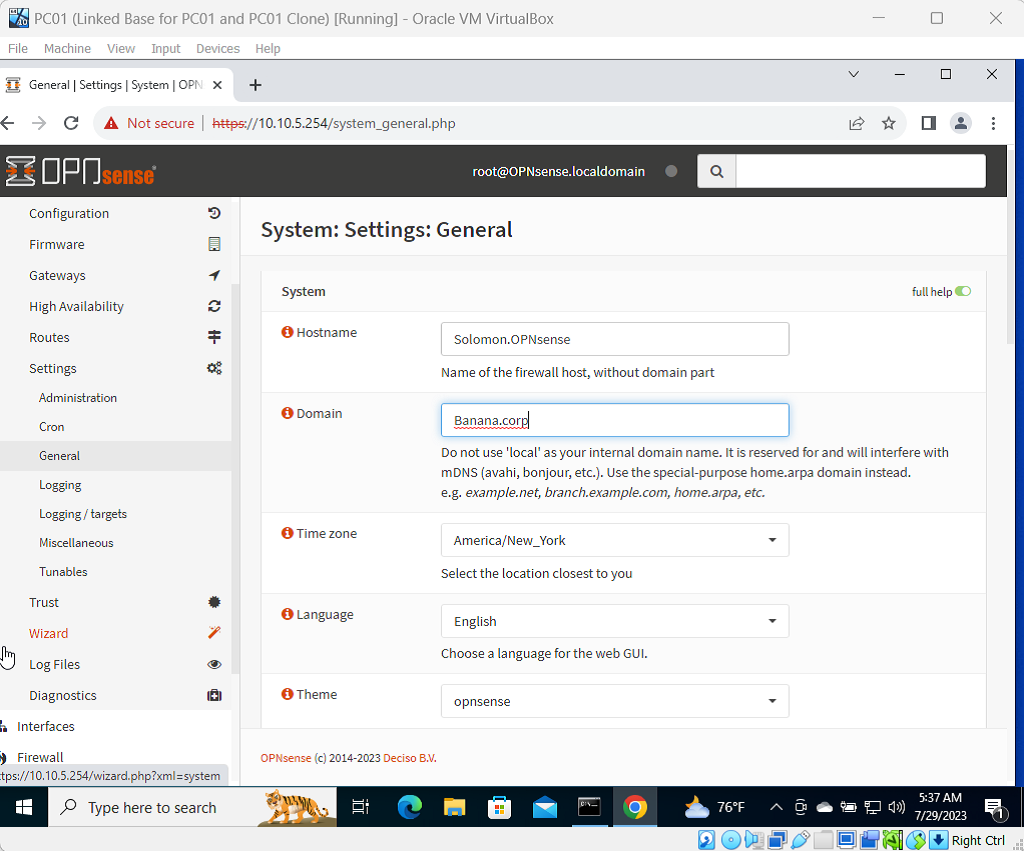 PC01 (Linked Base for PC01 and PC01 Clone) [Running] - Oracle VM VirtualBox
File Machine View Input Devices Help
General | Settings | System | OPN
Not secure | https://10.10.5.254/system_general.php
OPNsense
root@OPNsense.localdomain
Configuration
Firmware
Gateways
High Availability
Routes
Settings
Administration
Cron
General
Logging
Logging / targets
Miscellaneous
Tunables
Trust
Wizard
Log Files
Diagnostics
Interfaces
Firewall
ttps://10.10.5.254/wizard.php?xml=system
System: Settings: General
System
full help
Hostname
Solomon.OPNsense
Name of the firewall host, without domain part
Domain
Banana.corp
Do not use 'local' as your internal domain name. It is reserved for and will interfere with
mDNS (avahi, bonjour, etc.). Use the special-purpose home.arpa domain instead.
e.g. example.net, branch.example.com, home.arpa, etc.
Time zone
America/New_York
Select the location closest to you
Language
English
Choose a language for the web GUI.
Theme
opnsense
OPNsense (c) 2014-2023 Deciso B.V.
Type here to search
76°F
5:37 AM
7/29/2023
1
Right Ctrl